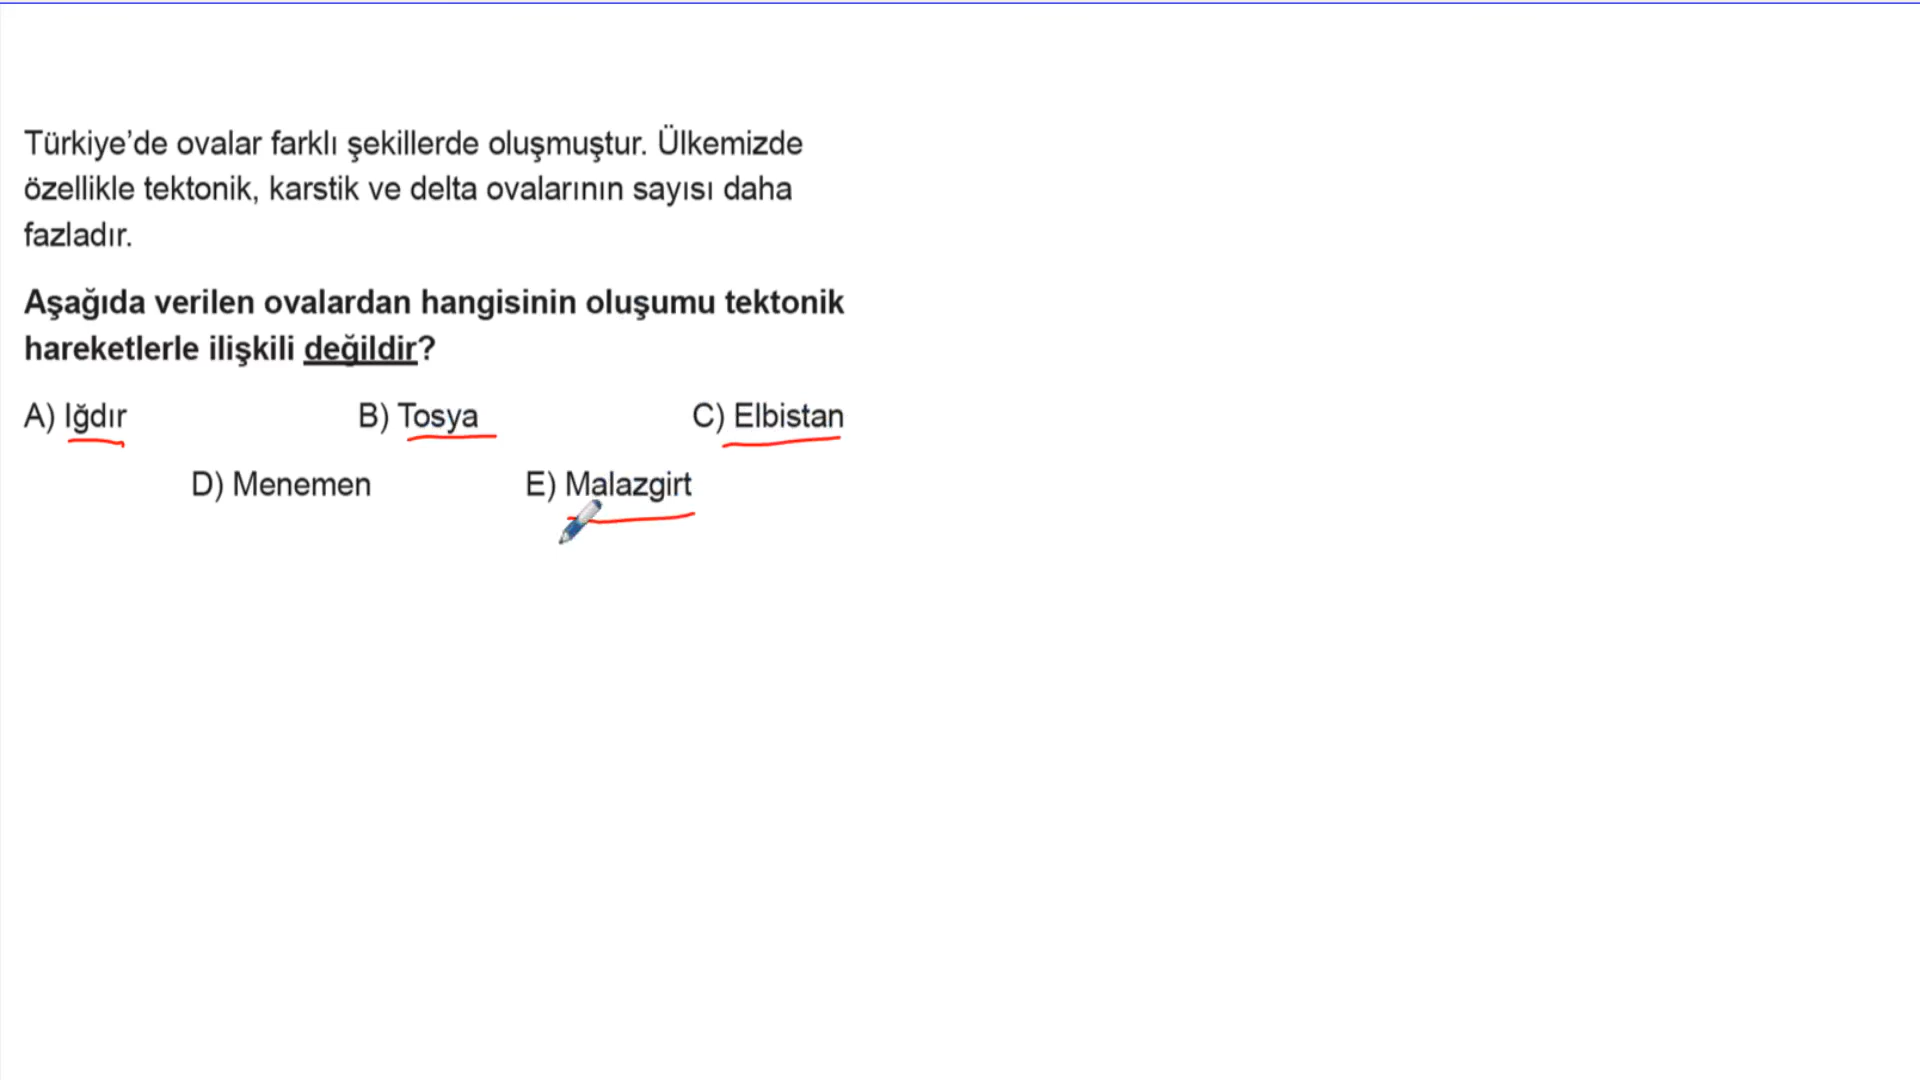 Türkiye’de ovalar farklı şekillerde oluşmuştur. Ülkemizde
özellikle tektonik, karstik ve delta ovalarının sayısı daha
fazladır.
Aşağıda verilen ovalardan hangisinin oluşumu tektonik
hareketlerle ilişkili değildir?
A) Iğdır B) Tosya C) Elbistan
D) Menemen E) Malazgirt